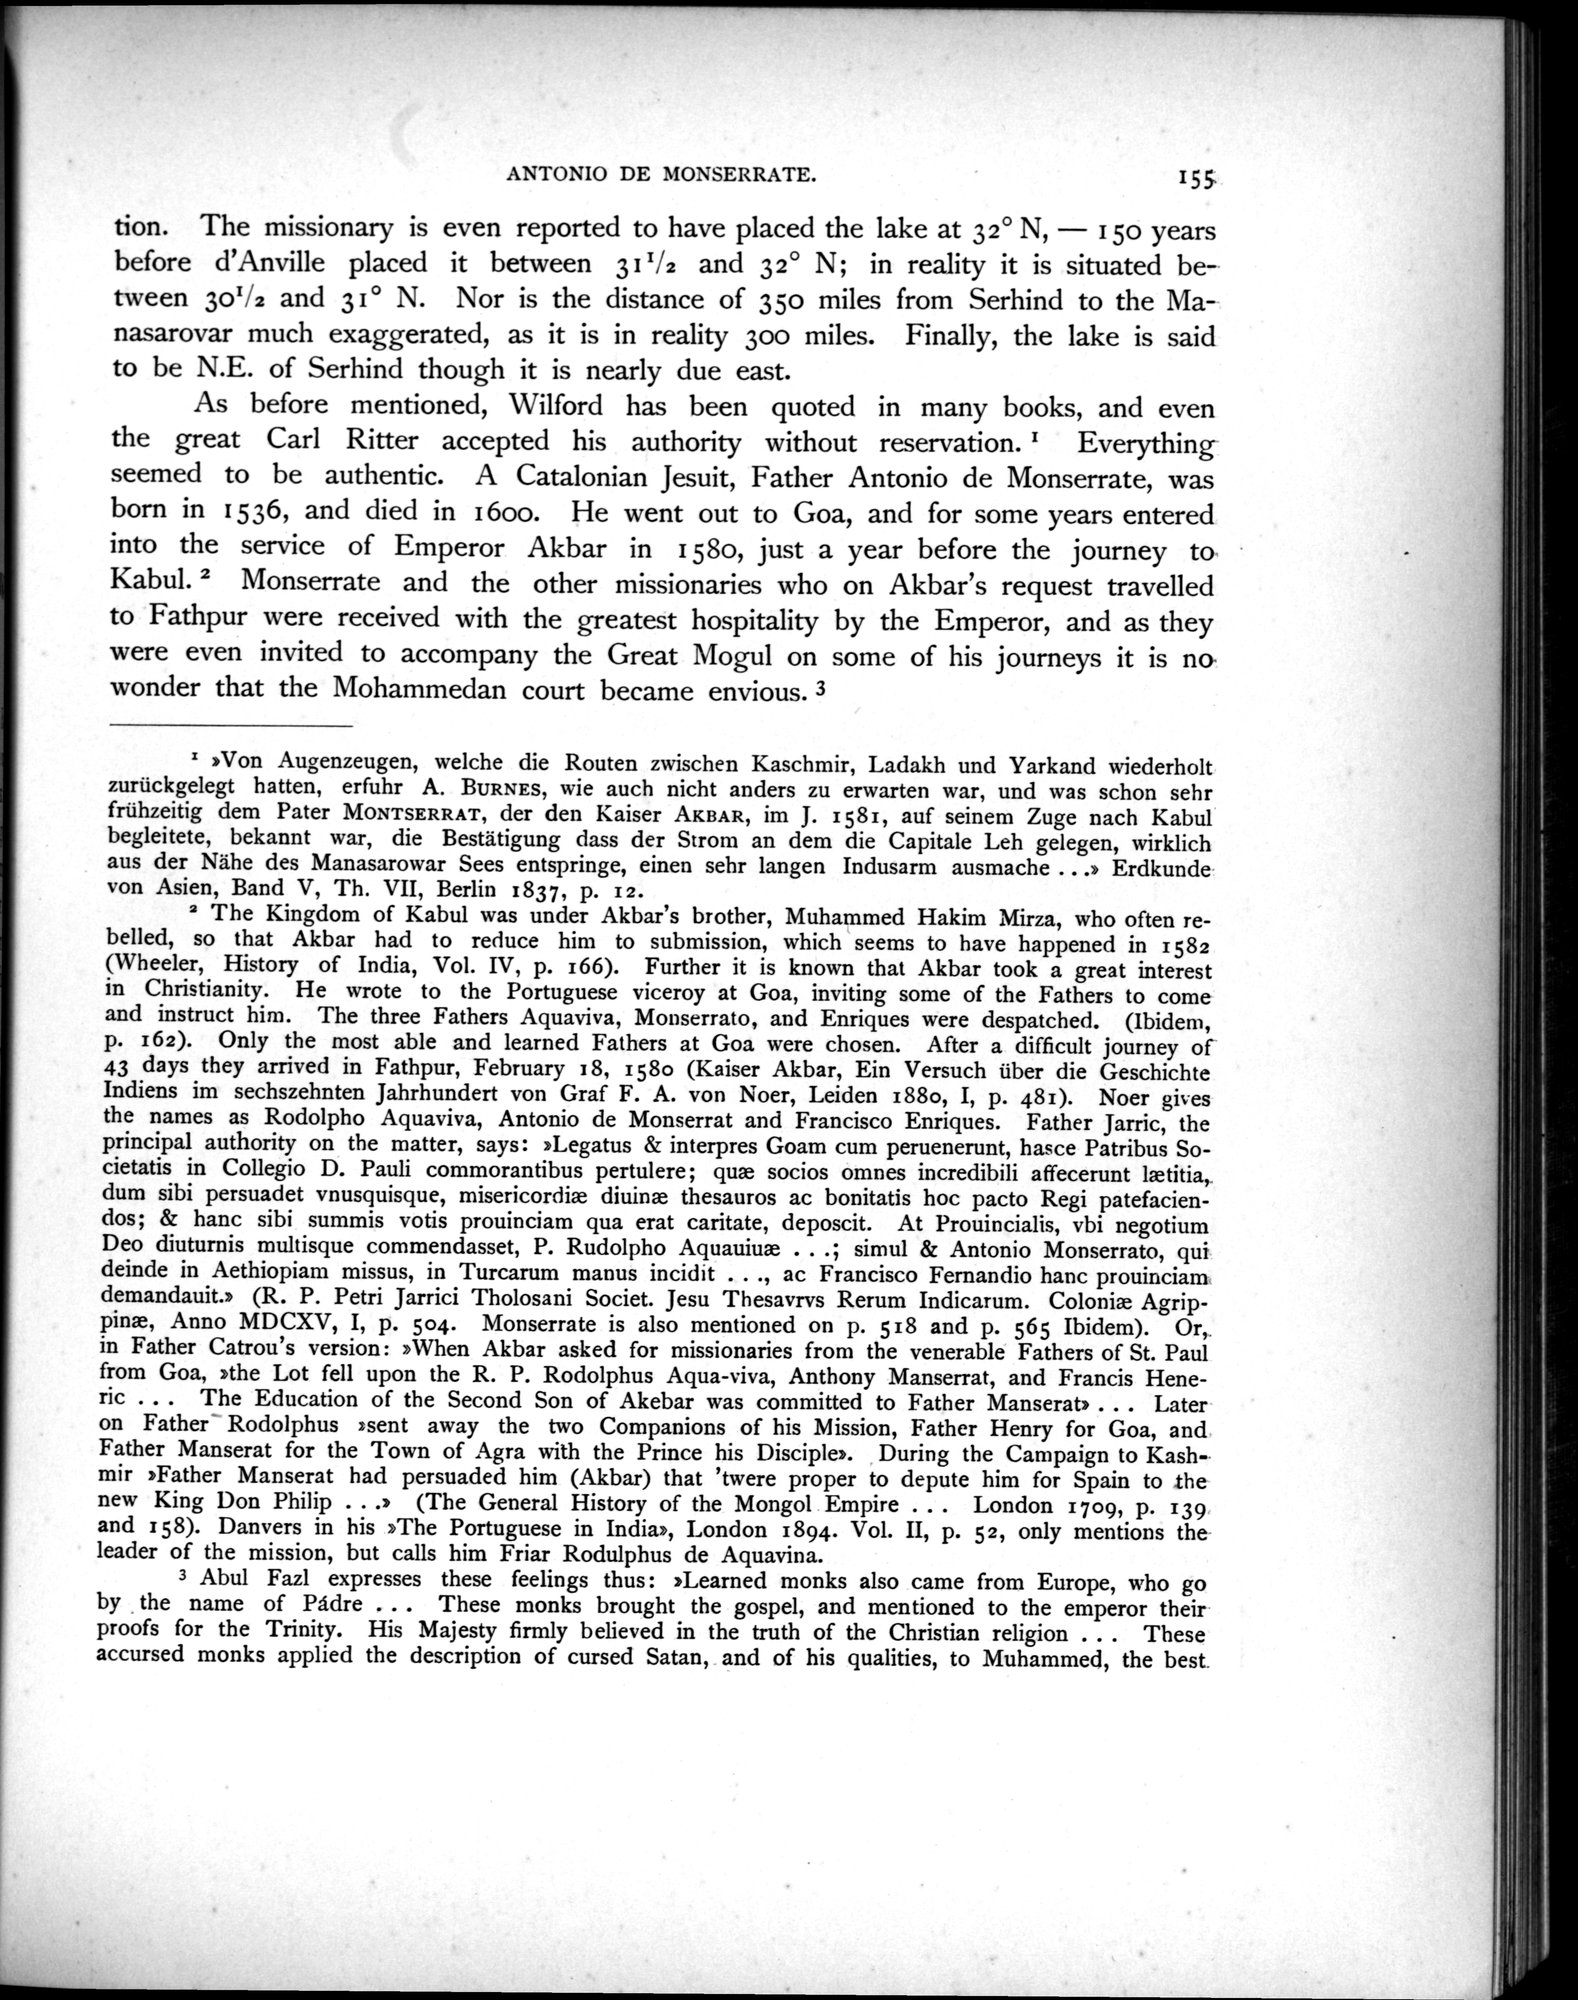 ANTONIO DE MONSERRATE.
155
tion. The missionary is even reported to have placed the lake at 32° N, — 150 years
before d'Anville placed it between 31 1/2 and 32° N; in reality it is situated be-
tween 30 1/2 and 31° N. Nor is the distance of 350 miles from Serhind to the Ma-
nasarovar much exaggerated, as it is in reality 300 miles. Finally, the lake is said
to be N.E. of Serhind though it is nearly due east.
As before mentioned, Wilford has been quoted in many books, and even
the great Carl Ritter accepted his authority without reservation. ¹ Everything
seemed to be authentic. A Catalonian Jesuit, Father Antonio de Monserrate, was
born in 1536, and died in 1600. He went out to Goa, and for some years entered
into the service of Emperor Akbar in 1580, just a year before the journey to
Kabul. ² Monserrate and the other missionaries who on Akbar's request travelled
to Fathpur were received with the greatest hospitality by the Emperor, and as they
were even invited to accompany the Great Mogul on some of his journeys it is no
wonder that the Mohammedan court became envious. ³
¹ »Von Augenzeugen, welche die Routen zwischen Kaschmir, Ladakh und Yarkand wiederholt
zurückgelegt hatten, erfuhr A. BURNES, wie auch nicht anders zu erwarten war, und was schon sehr
frühzeitig dem Pater MONTSERRAT, der den Kaiser AKBAR, im J. 1581, auf seinem Zuge nach Kabul
begleitete, bekannt war, die Bestätigung dass der Strom an dem die Capitale Leh gelegen, wirklich
aus der Nähe des Manasarowar Sees entspringe, einen sehr langen Indusarm ausmache . . .» Erdkunde
von Asien, Band V, Th. VII, Berlin 1837, p. 12.
² The Kingdom of Kabul was under Akbar's brother, Muhammed Hakim Mirza, who often re-
belled, so that Akbar had to reduce him to submission, which seems to have happened in 1582
(Wheeler, History of India, Vol. IV, p. 166). Further it is known that Akbar took a great interest
in Christianity. He wrote to the Portuguese viceroy at Goa, inviting some of the Fathers to come
and instruct him. The three Fathers Aquaviva, Monserrato, and Enriques were despatched. (Ibidem,
p. 162). Only the most able and learned Fathers at Goa were chosen. After a difficult journey of
43 days they arrived in Fathpur, February 18, 1580 (Kaiser Akbar, Ein Versuch über die Geschichte
Indiens im sechszehnten Jahrhundert von Graf F. A. von Noer, Leiden 1880, I, p. 481). Noer gives
the names as Rodolpho Aquaviva, Antonio de Monserrat and Francisco Enriques. Father Jarric, the
principal authority on the matter, says: »Legatus & interpres Goam cum peruenerunt, hasce Patribus So-
cietatis in Collegio D. Pauli commorantibus pertulere; quæ socios omnes incredibili affecerunt lætitia,
dum sibi persuadet vnusquisque, misericordiæ diuinæ thesauros ac bonitatis hoc pacto Regi patefacien-
dos; & hanc sibi summis votis prouinciam qua erat caritate, deposcit. At Prouincialis, vbi negotium
Deo diuturnis multisque commendasset, P. Rudolpho Aquauiuæ . . .; simul & Antonio Monserrato, qui
deinde in Aethiopiam missus, in Turcarum manus incidit . . ., ac Francisco Fernandio hanc prouinciam
demandauit.» (R. P. Petri Jarrici Tholosani Societ. Jesu Thesavrvs Rerum Indicarum. Coloniæ Agrip-
pinæ, Anno MDCXV, I, p. 504. Monserrate is also mentioned on p. 518 and p. 565 Ibidem). Or,
in Father Catrou's version: »When Akbar asked for missionaries from the venerable Fathers of St. Paul
from Goa, »the Lot fell upon the R. P. Rodolphus Aqua-viva, Anthony Manserrat, and Francis Hene-
ric . . . The Education of the Second Son of Akebar was committed to Father Manserat» . . . Later
on Father Rodolphus »sent away the two Companions of his Mission, Father Henry for Goa, and
Father Manserat for the Town of Agra with the Prince his Disciple». During the Campaign to Kash-
mir »Father Manserat had persuaded him (Akbar) that 'twere proper to depute him for Spain to the
new King Don Philip . . .» (The General History of the Mongol Empire . . . London 1709, p. 139
and 158). Danvers in his »The Portuguese in India», London 1894. Vol. II, p. 52, only mentions the
leader of the mission, but calls him Friar Rodulphus de Aquavina.
³ Abul Fazl expresses these feelings thus: »Learned monks also came from Europe, who go
by the name of Pádre . . . These monks brought the gospel, and mentioned to the emperor their
proofs for the Trinity. His Majesty firmly believed in the truth of the Christian religion . . . These
accursed monks applied the description of cursed Satan, and of his qualities, to Muhammed, the best